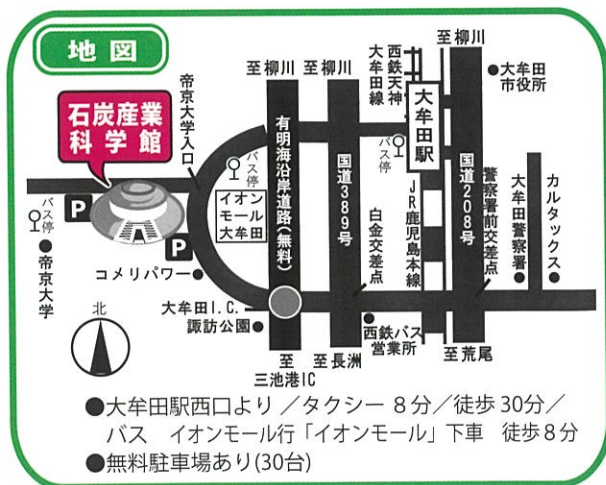 地図
石炭産業
科学館
帝京大学入口
至柳川
至柳川
西鉄天神
大牟田線
大牟田駅
至柳川
大牟田
市役所
バス停
イオン
モール
大牟田
有明海沿岸道路(無料)
国道389号
白金交差点
バス停
JR鹿児島本線
国道208号
警察署前交差点
大牟田警察署
カルタックス
P
P
バス停
帝京大学
コメリパワー
大牟田I.C.
諏訪公園
北
至
三池港IC
至長洲
西鉄バス
営業所
至荒尾
●大牟田駅西口より ／タクシー 8分／徒歩 30分／
バス イオンモール行「イオンモール」下車 徒歩8分
●無料駐車場あり(30台)